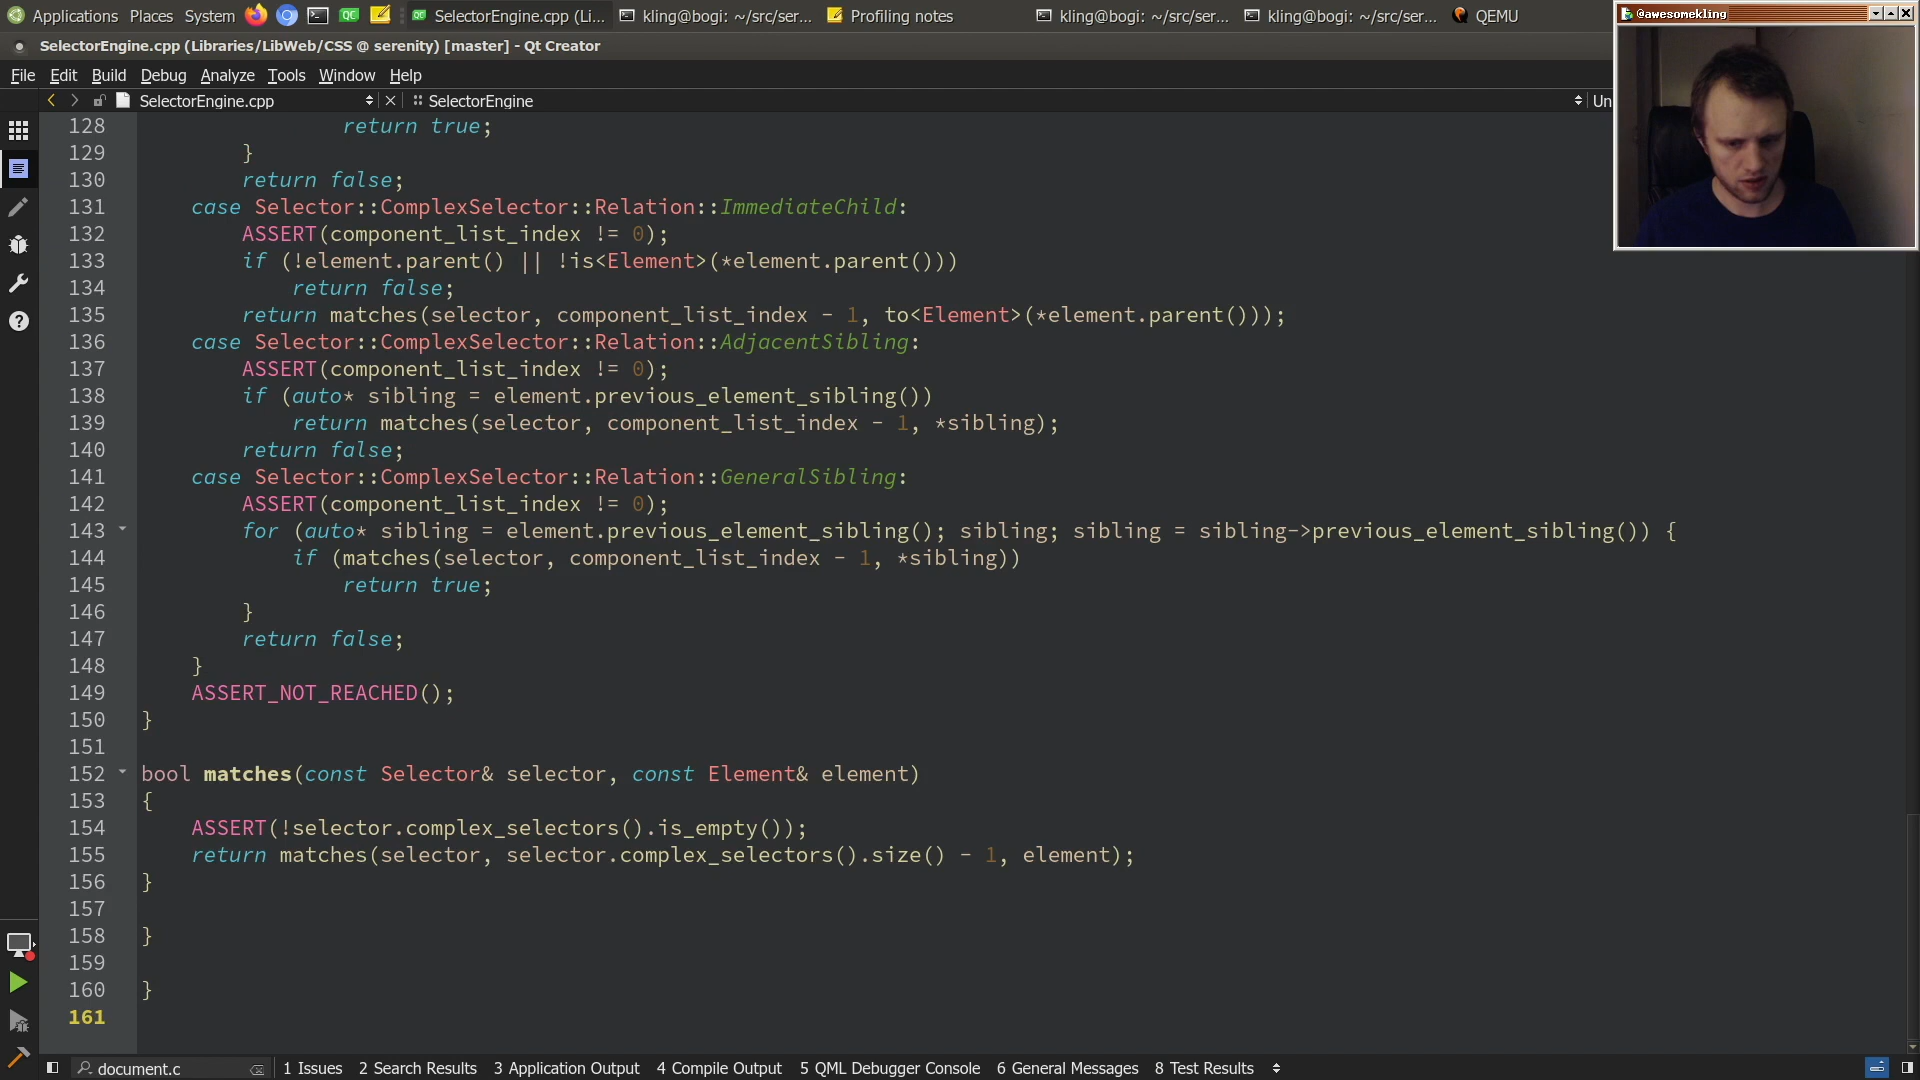 Applications Places System QC QC SelectorEngine.cpp (Li... kling@bogi: ~/src/ser... Profiling notes kling@bogi: ~/src/ser... kling@bogi: ~/src/ser... QEMU
@awesomekling
SelectorEngine.cpp (Libraries/LibWeb/CSS @ serenity) [master] - Qt Creator
File Edit Build Debug Analyze Tools Window Help
SelectorEngine.cpp SelectorEngine Un
128 return true;
129 }
130 return false;
131 case Selector::ComplexSelector::Relation::ImmediateChild:
132 ASSERT(component_list_index != 0);
133 if (!element.parent() || !is<Element>(*element.parent()))
134 return false;
135 return matches(selector, component_list_index - 1, to<Element>(*element.parent()));
136 case Selector::ComplexSelector::Relation::AdjacentSibling:
137 ASSERT(component_list_index != 0);
138 if (auto* sibling = element.previous_element_sibling())
139 return matches(selector, component_list_index - 1, *sibling);
140 return false;
141 case Selector::ComplexSelector::Relation::GeneralSibling:
142 ASSERT(component_list_index != 0);
143 for (auto* sibling = element.previous_element_sibling(); sibling; sibling = sibling->previous_element_sibling()) {
144 if (matches(selector, component_list_index - 1, *sibling))
145 return true;
146 }
147 return false;
148 }
149 ASSERT_NOT_REACHED();
150 }
151
152 bool matches(const Selector& selector, const Element& element)
153 {
154 ASSERT(!selector.complex_selectors().is_empty());
155 return matches(selector, selector.complex_selectors().size() - 1, element);
156 }
157
158 }
159
160 }
161
document.c 1 Issues 2 Search Results 3 Application Output 4 Compile Output 5 QML Debugger Console 6 General Messages 8 Test Results